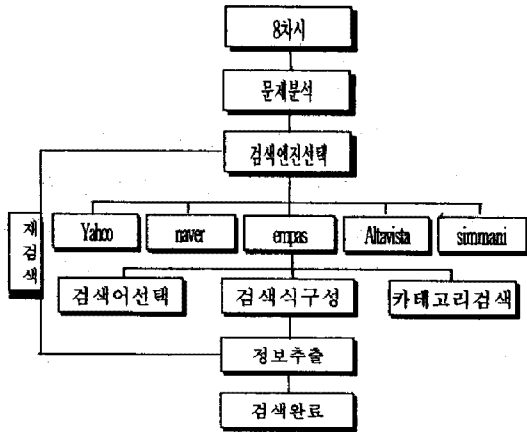 8차시
문제분석
검색엔진선택
재검색
Yahoo
naver
empas
Altavista
simmani
검색어선택
검색식구성
카테고리검색
정보추출
검색완료